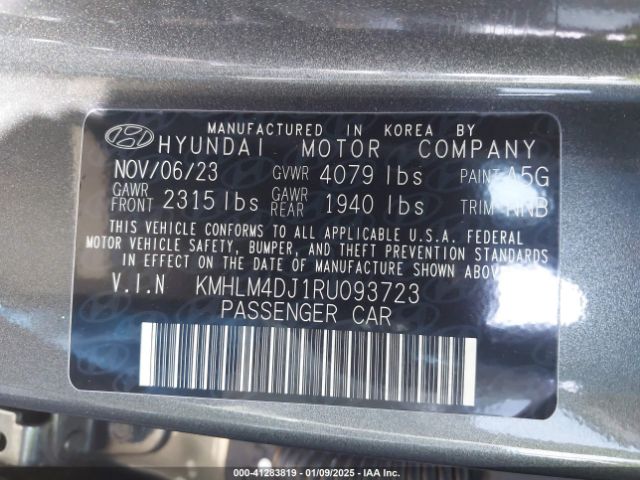 MANUFACTURED IN KOREA BY
HYUNDAI MOTOR COMPANY
NOV/06/23 GVWR 4079 lbs PAINT: A5G
GAWR FRONT 2315 lbs GAWR REAR 1940 lbs TRIM: NNB
THIS VEHICLE CONFORMS TO ALL APPLICABLE U.S.A. FEDERAL
MOTOR VEHICLE SAFETY, BUMPER, AND THEFT PREVENTION STANDARDS
IN EFFECT ON THE DATE OF MANUFACTURE SHOWN ABOVE.
V.I.N KMHLM4DJ1RU093723
PASSENGER CAR
000-41283819 - 01/09/2025 - IAA Inc.